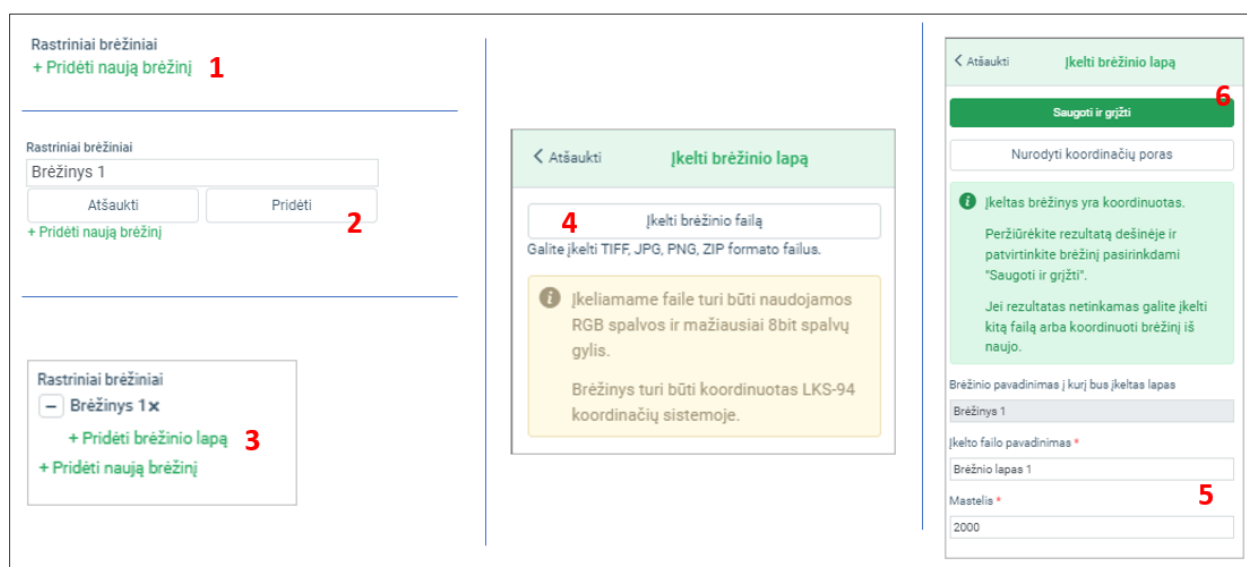 Rastriniai brėžiniai
+ Pridėti naują brėžinį 1
Rastriniai brėžiniai
Brėžinys 1
Atšaukti Pridėti 2
+ Pridėti naują brėžinį
Rastriniai brėžiniai
− Brėžinys 1x
+ Pridėti brėžinio lapą 3
+ Pridėti naują brėžinį
< Atšaukti Įkelti brėžinio lapą
4 Įkelti brėžinio failą
Galite įkelti TIFF, JPG, PNG, ZIP formato failus.
Įkeliamame faile turi būti naudojamos
RGB spalvos ir mažiausiai 8bit spalvų
gylis.
Brėžinys turi būti koordinuotas LKS-94
koordinačių sistemoje.
< Atšaukti Įkelti brėžinio lapą
6
Saugoti ir grįžti
Nurodyti koordinačių poras
Įkeltas brėžinys yra koordinuotas.
Peržiūrėkite rezultatą dešinėje ir
patvirtinkite brėžinį pasirinkdami
"Saugoti ir grįžti".
Jei rezultatas netinkamas galite įkelti
kitą failą arba koordinuoti brėžinį iš
naujo.
Brėžinio pavadinimas į kurį bus įkeltas lapas
Brėžinys 1
Įkelto failo pavadinimas *
Brėžnio lapas 1
Mastelis * 5
2000